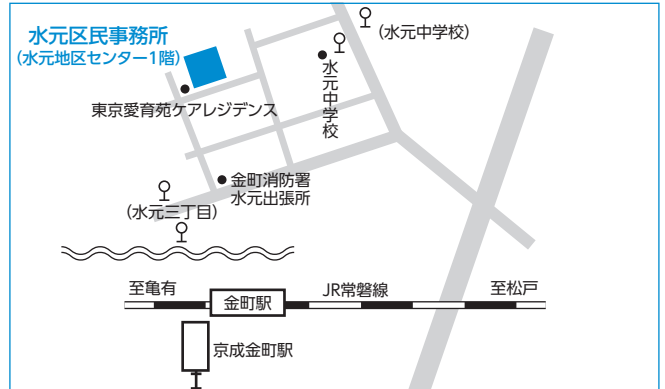 水元区民事務所
(水元地区センター1階)
(水元中学校)
水元中学校
東京愛育苑ケアレジデンス
金町消防署
水元出張所
(水元三丁目)
至亀有
金町駅
JR常磐線
至松戸
京成金町駅